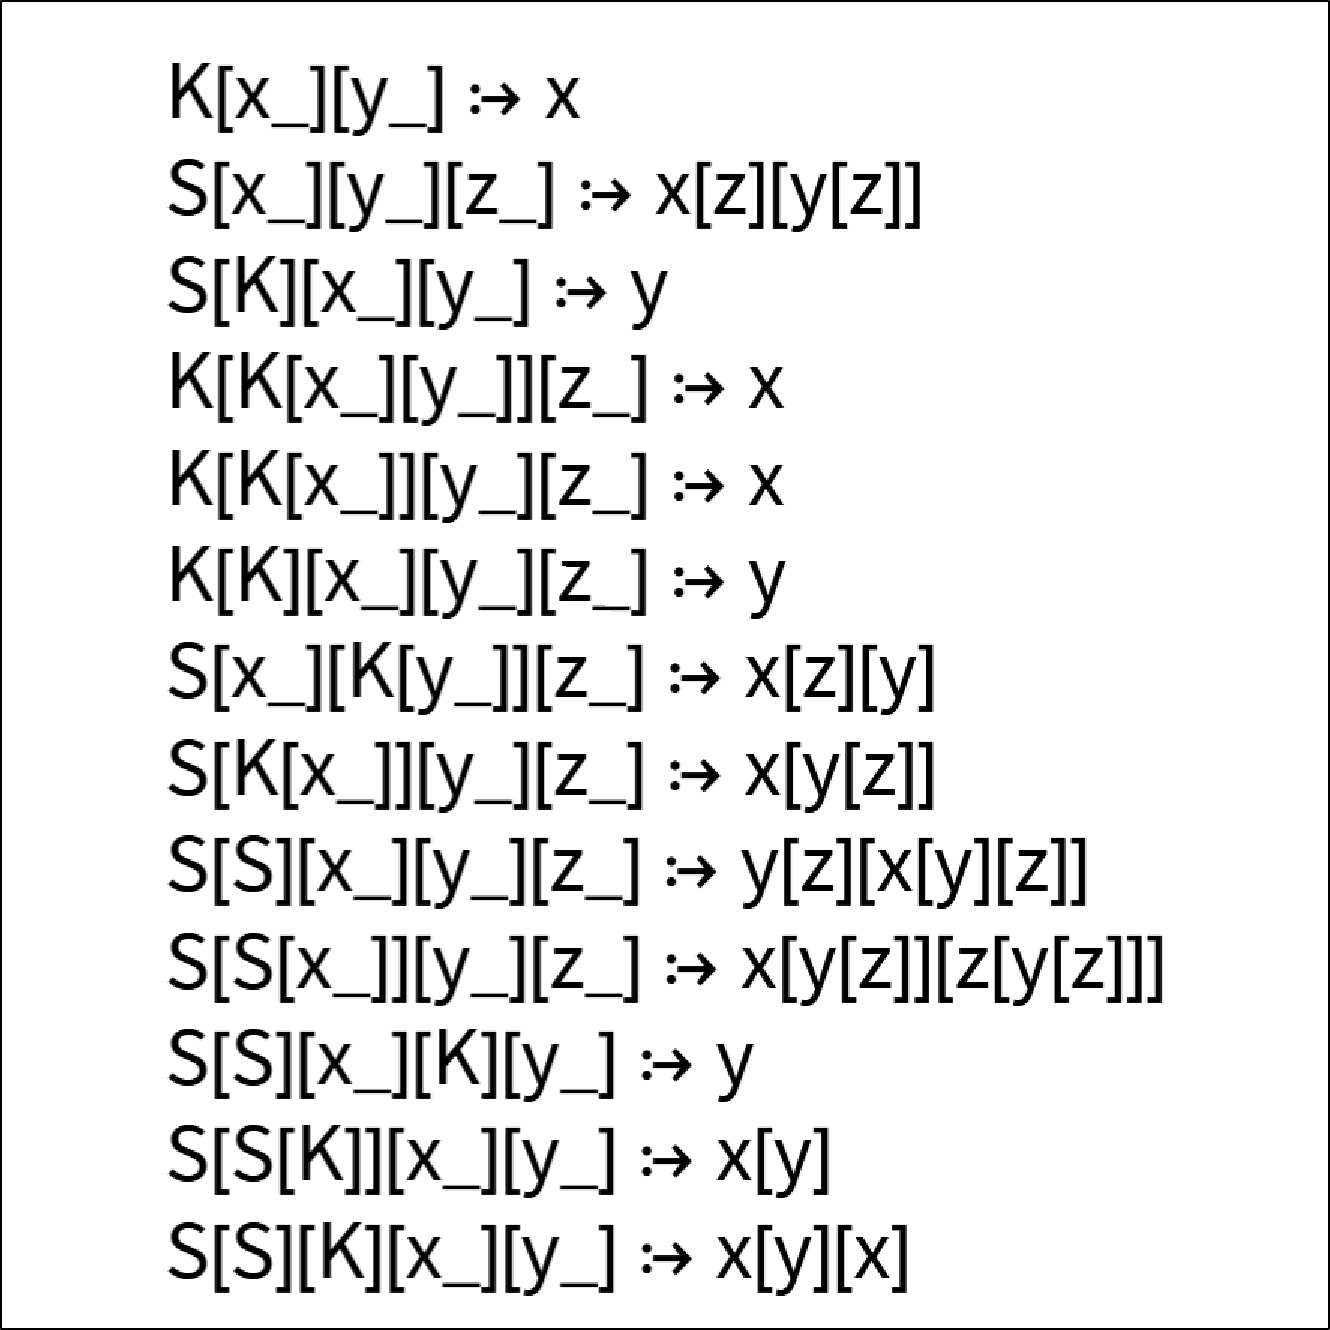 K[x_][y_] :→ x
S[x_][y_][z_] :→ x[z][y[z]]
S[K][x_][y_] :→ y
K[K[x_][y_]][z_] :→ x
K[K[x_]][y_][z_] :→ x
K[K][x_][y_][z_] :→ y
S[x_][K[y_]][z_] :→ x[z][y]
S[K[x_]][y_][z_] :→ x[y[z]]
S[S][x_][y_][z_] :→ y[z][x[y][z]]
S[S[x_]][y_][z_] :→ x[y[z]][z[y[z]]]
S[S][x_][K][y_] :→ y
S[S[K]][x_][y_] :→ x[y]
S[S][K][x_][y_] :→ x[y][x]